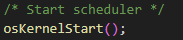 /* Start scheduler */
osKernelStart();